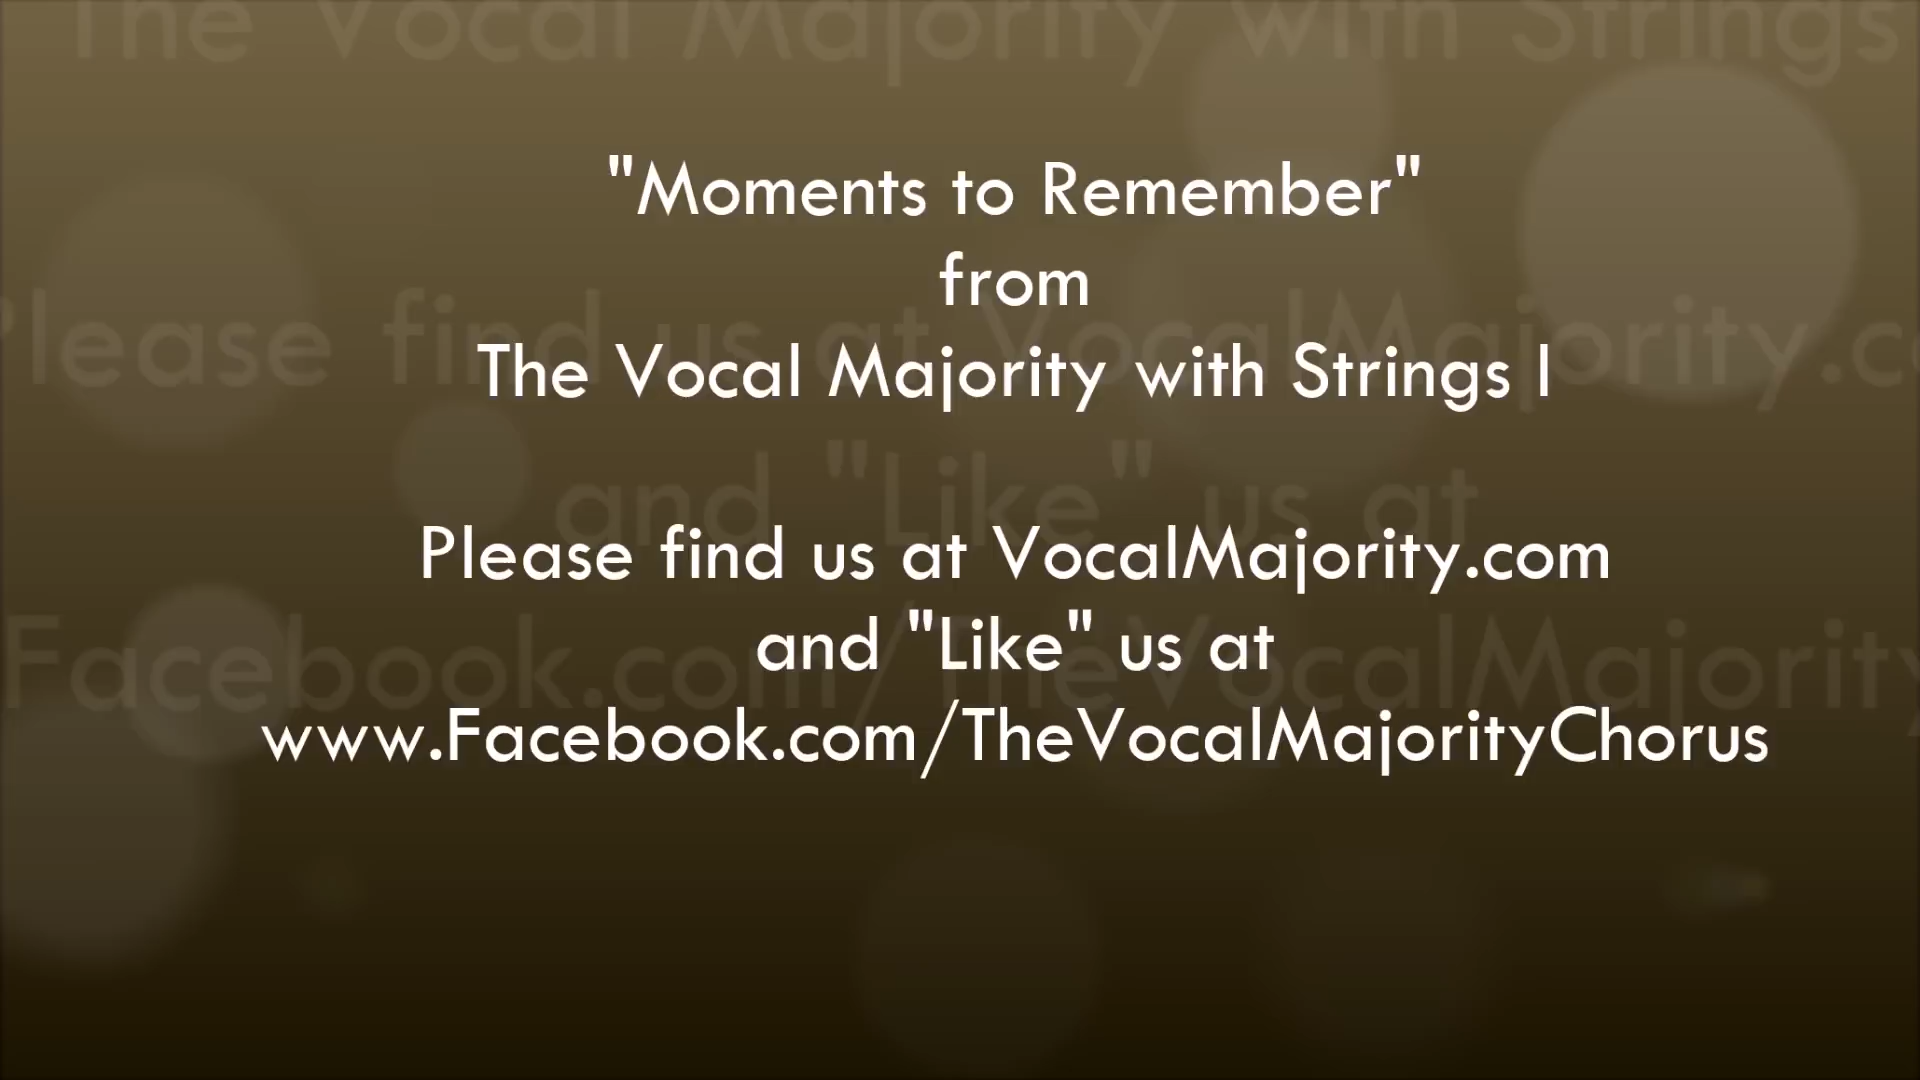 "Moments to Remember"
from
The Vocal Majority with Strings I
Please find us at VocalMajority.com
and "Like" us at
www.Facebook.com/TheVocalMajorityChorus